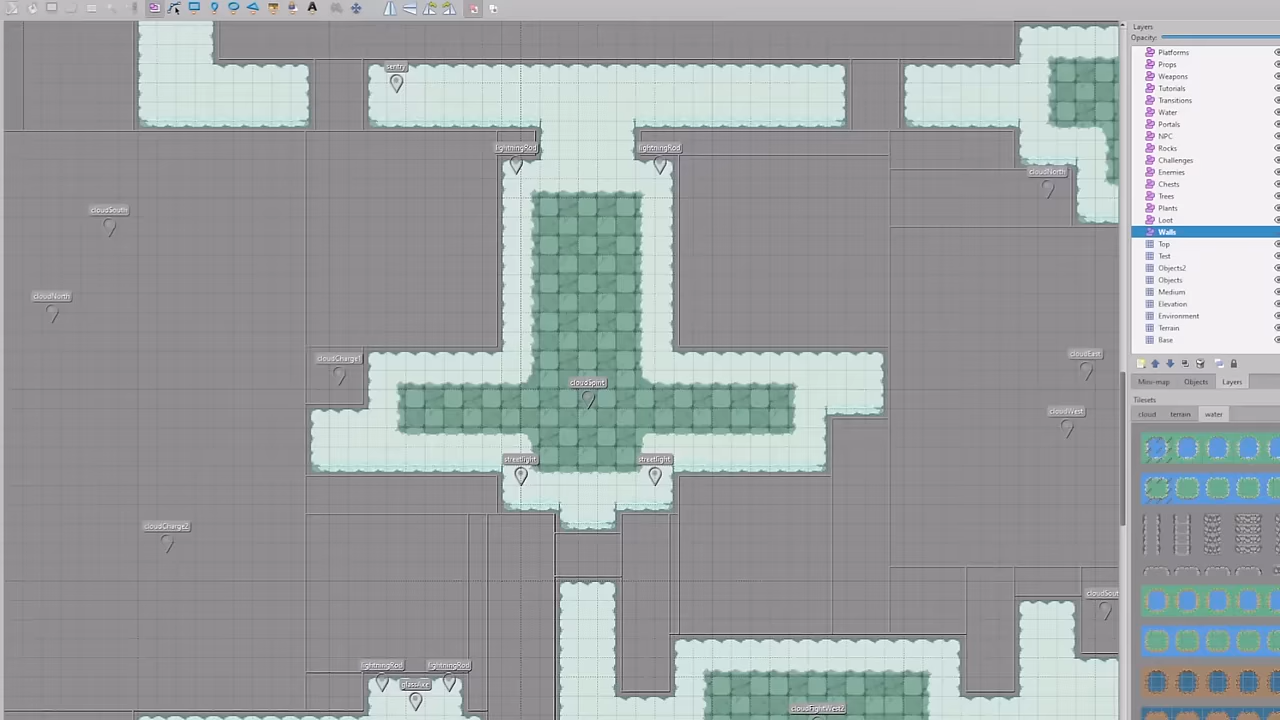 Layers
Opacity:
Platforms
Props
Weapons
Tutorials
Transitions
Water
Portals
NPC
Rocks
Challenges
Enemies
Chests
Trees
Plants
Loot
Walls
Top
Test
Objects2
Objects
Medium
Elevation
Environment
Terrain
Base
Mini-map Objects Layers
Tilesets
cloud terrain water
sentry
lightningRod lightningRod
cloudNorth
cloudSouth
cloudNorth
cloudCharge1
cloudEast
cloudSpirit
cloudWest
streetlight streetlight
cloudCharge2
cloudSout
lightningRod lightningRod
glassAxe
cloudFightWest2